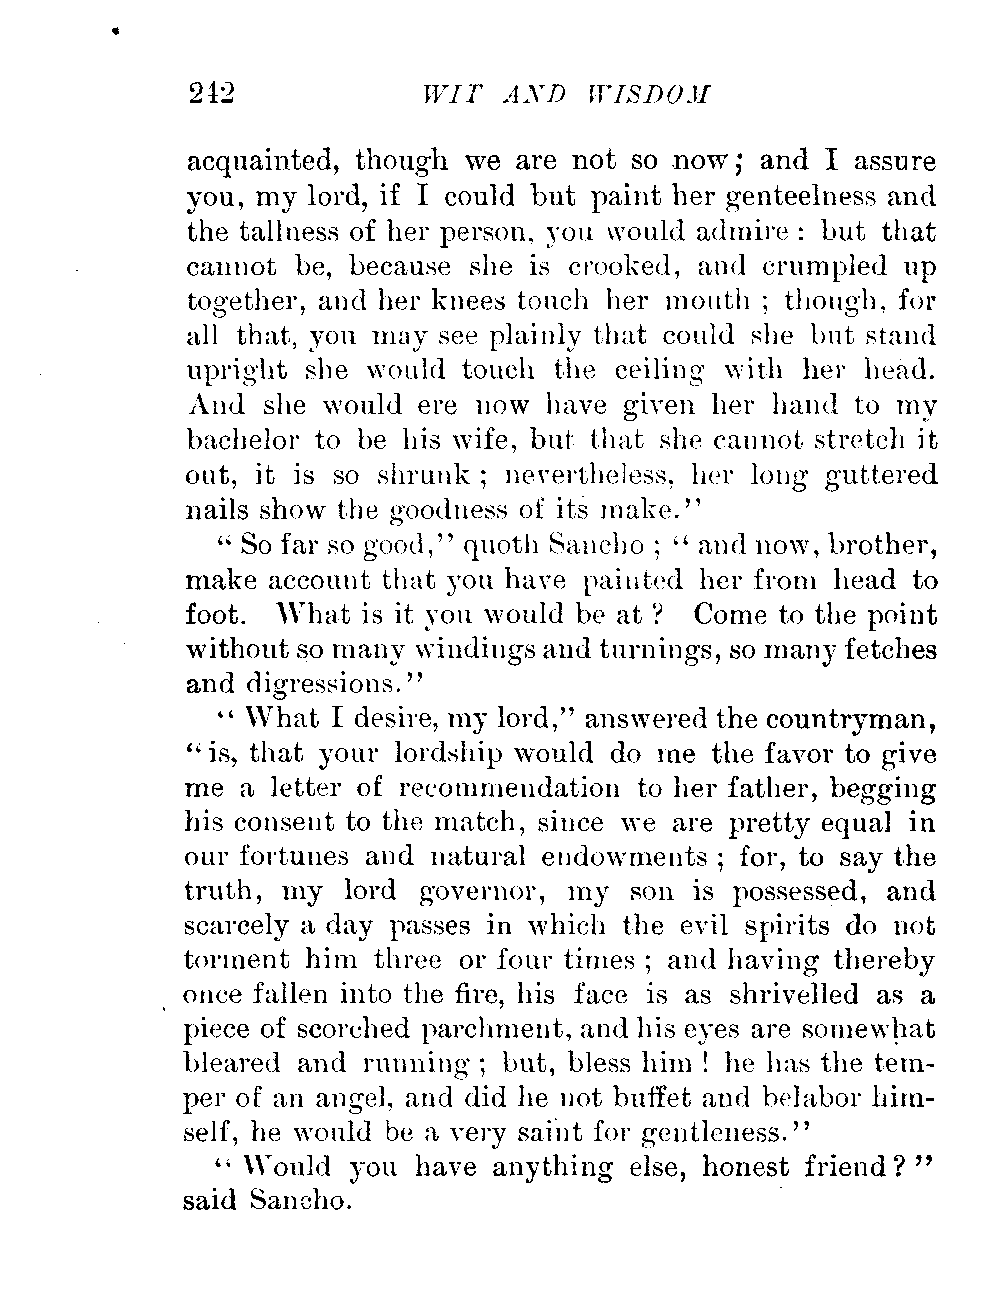 242 WIT AND WISDOM
acquainted, though we are not so now; and I assure
you, my lord, if I could but paint her genteelness and
the tallness of her person, you would admire : but that
cannot be, because she is crooked, and crumpled up
together, and her knees touch her mouth ; though, for
all that, you may see plainly that could she but stand
upright she would touch the ceiling with her head.
And she would ere now have given her hand to my
bachelor to be his wife, but that she cannot stretch it
out, it is so shrunk ; nevertheless, her long guttered
nails show the goodness of its make."
" So far so good," quoth Sancho ; " and now, brother,
make account that you have painted her from head to
foot. What is it you would be at ? Come to the point
without so many windings and turnings, so many fetches
and digressions."
" What I desire, my lord," answered the countryman,
" is, that your lordship would do me the favor to give
me a letter of recommendation to her father, begging
his consent to the match, since we are pretty equal in
our fortunes and natural endowments ; for, to say the
truth, my lord governor, my son is possessed, and
scarcely a day passes in which the evil spirits do not
torment him three or four times ; and having thereby
once fallen into the fire, his face is as shrivelled as a
piece of scorched parchment, and his eyes are somewhat
bleared and running ; but, bless him ! he has the tem-
per of an angel, and did he not buffet and belabor him-
self, he would be a very saint for gentleness."
" Would you have anything else, honest friend ? "
said Sancho.